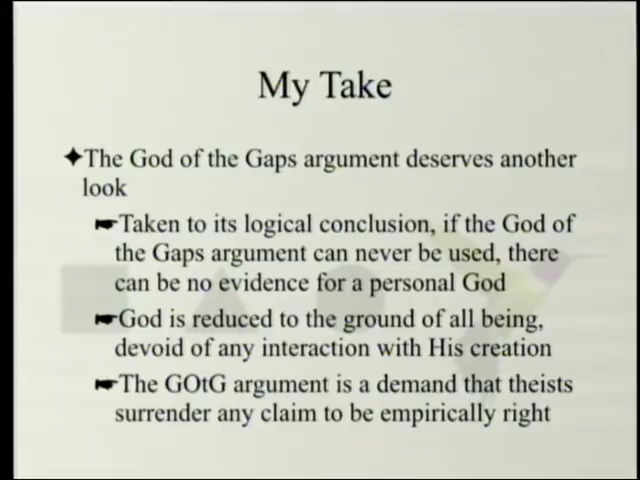 My Take
The God of the Gaps argument deserves another
look
Taken to its logical conclusion, if the God of
the Gaps argument can never be used, there
can be no evidence for a personal God
God is reduced to the ground of all being,
devoid of any interaction with His creation
The GOtG argument is a demand that theists
surrender any claim to be empirically right